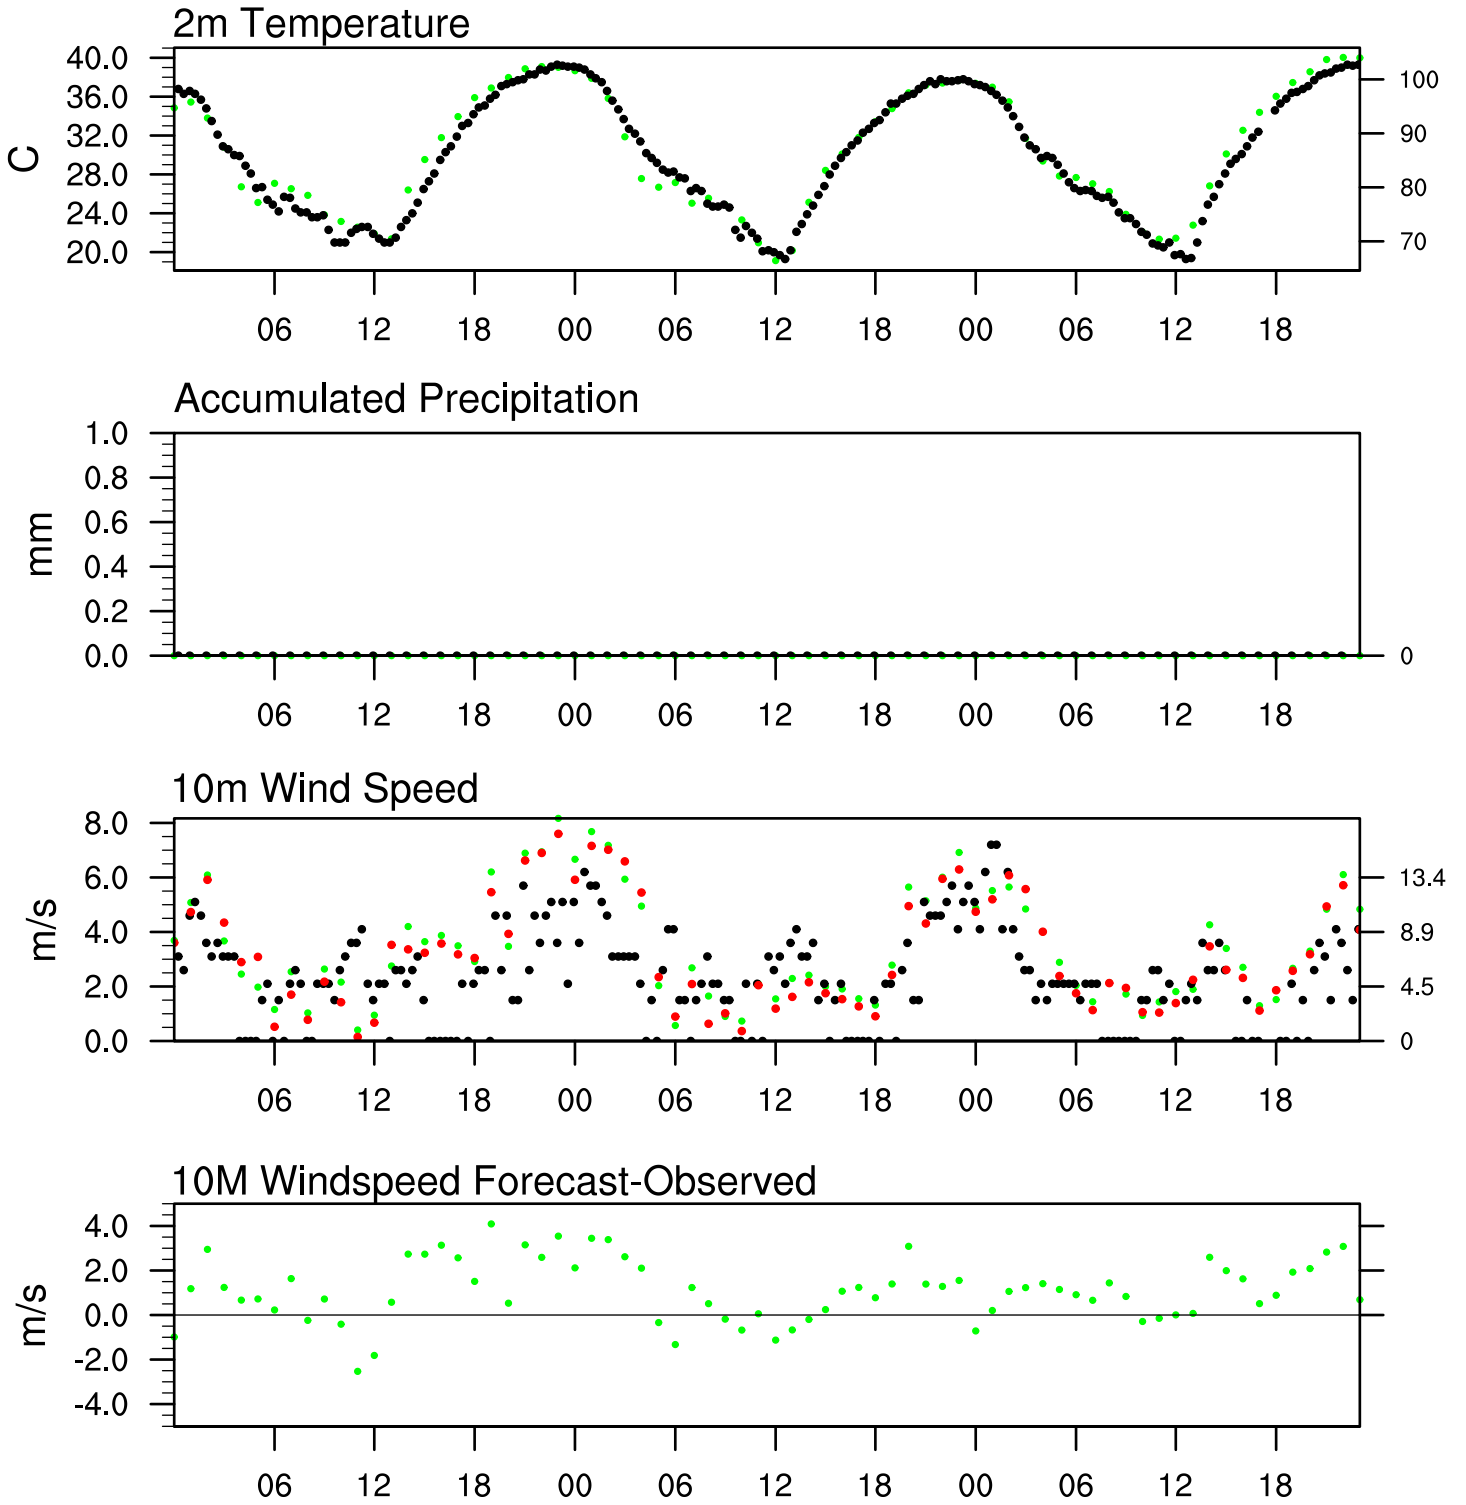 2m Temperature
40.0
36.0
32.0
28.0
24.0
20.0
C
100
90
80
70
06 12 18 00 06 12 18 00 06 12 18
Accumulated Precipitation
1.0
0.8
0.6
0.4
0.2
0.0
mm
0
06 12 18 00 06 12 18 00 06 12 18
10m Wind Speed
8.0
6.0
4.0
2.0
0.0
m/s
13.4
8.9
4.5
0
06 12 18 00 06 12 18 00 06 12 18
10M Windspeed Forecast-Observed
4.0
2.0
0.0
-2.0
-4.0
m/s
06 12 18 00 06 12 18 00 06 12 18